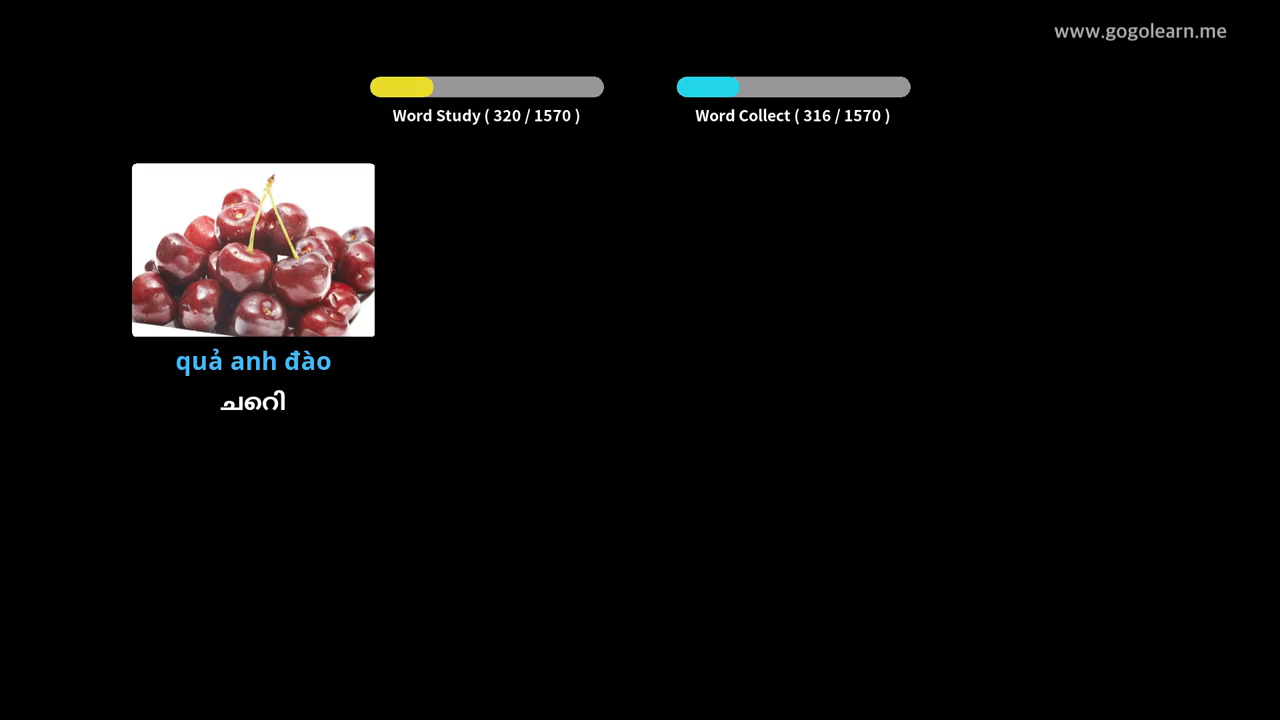 www.gogolearn.me
Word Study ( 320 / 1570 )
Word Collect ( 316 / 1570 )
quả anh đào
ചെറി